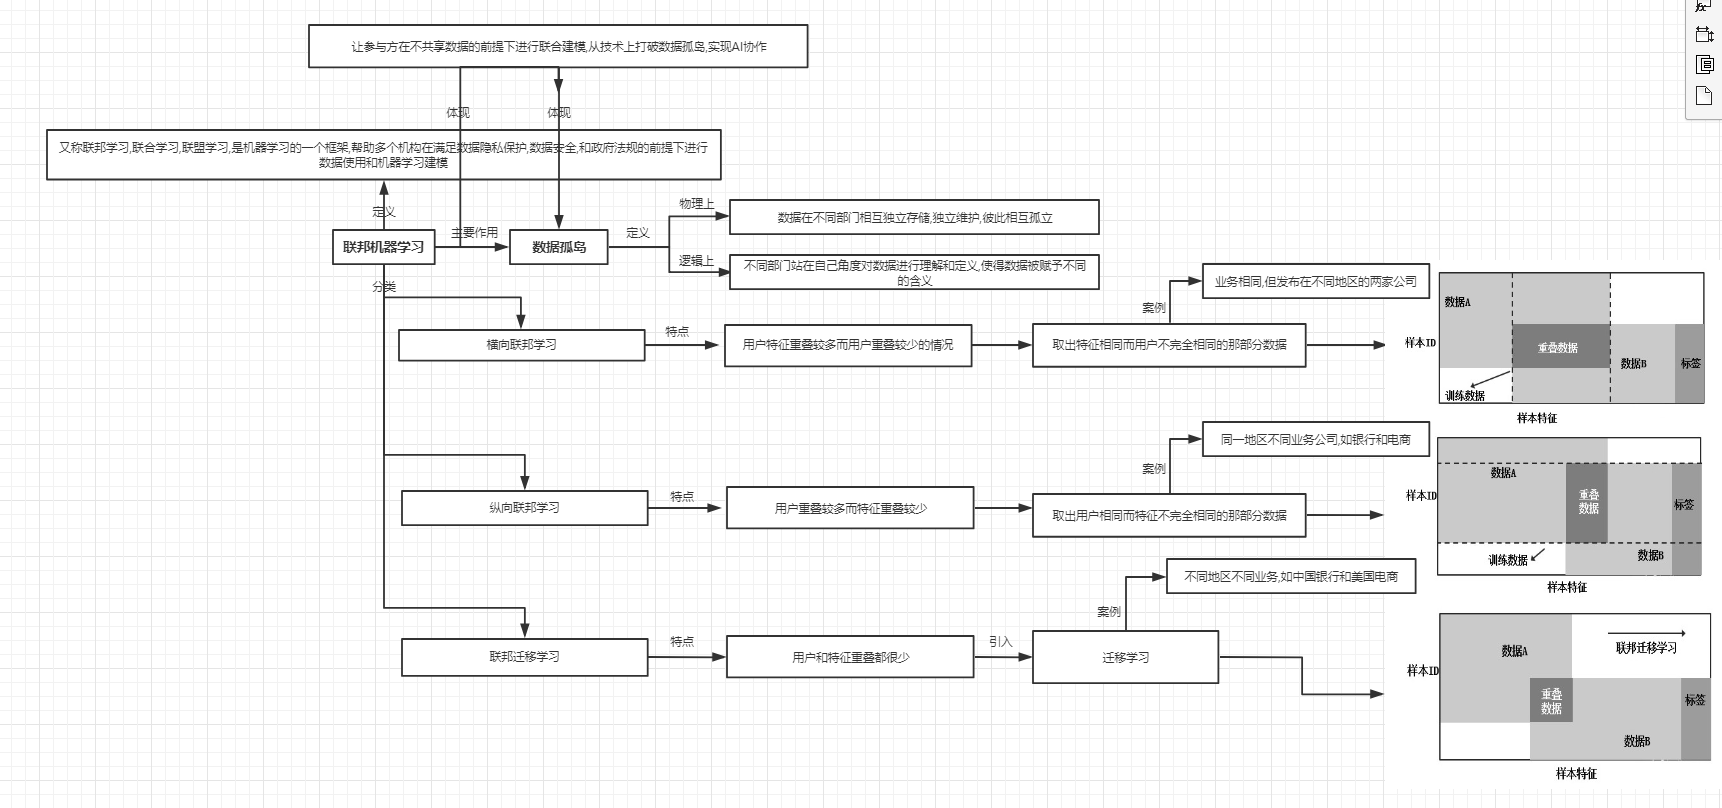 让参与方在不共享数据的前提下进行联合建模,从技术上打破数据孤岛,实现AI协作
体现
体现
又称联邦学习,联合学习,联盟学习,是机器学习的一个框架,帮助多个机构在满足数据隐私保护,数据安全,和政府法规的前提下进行
数据使用和机器学习建模
定义
联邦机器学习
主要作用
数据孤岛
定义
物理上
数据在不同部门相互独立存储,独立维护,彼此相互孤立
逻辑上
不同部门站在自己角度对数据进行理解和定义,使得数据被赋予不同
的含义
分类
横向联邦学习
特点
用户特征重叠较多而用户重叠较少的情况
取出特征相同而用户不完全相同的那部分数据
案例
业务相同,但发布在不同地区的两家公司
样本ID
数据A
重叠数据
数据B
标签
训练数据
样本特征
纵向联邦学习
特点
用户重叠较多而特征重叠较少
取出用户相同而特征不完全相同的那部分数据
案例
同一地区不同业务公司,如银行和电商
样本ID
数据A
重叠
数据
标签
训练数据
数据B
样本特征
联邦迁移学习
特点
用户和特征重叠都很少
引入
迁移学习
案例
不同地区不同业务,如中国银行和美国电商
样本ID
数据A
联邦迁移学习
重叠
数据
标签
数据B
样本特征